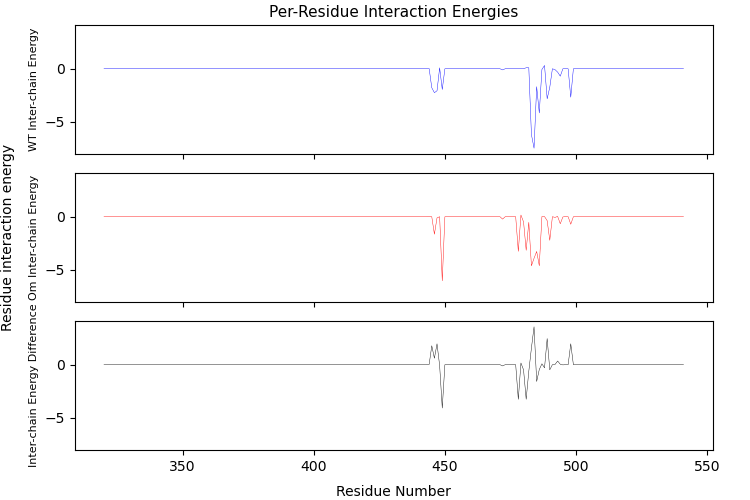 Per-Residue Interaction Energies
Residue interaction energy
WT Inter-chain Energy
0
−5
Om Inter-chain Energy
0
−5
Inter-chain Energy Difference
0
−5
350
400
450
500
550
Residue Number